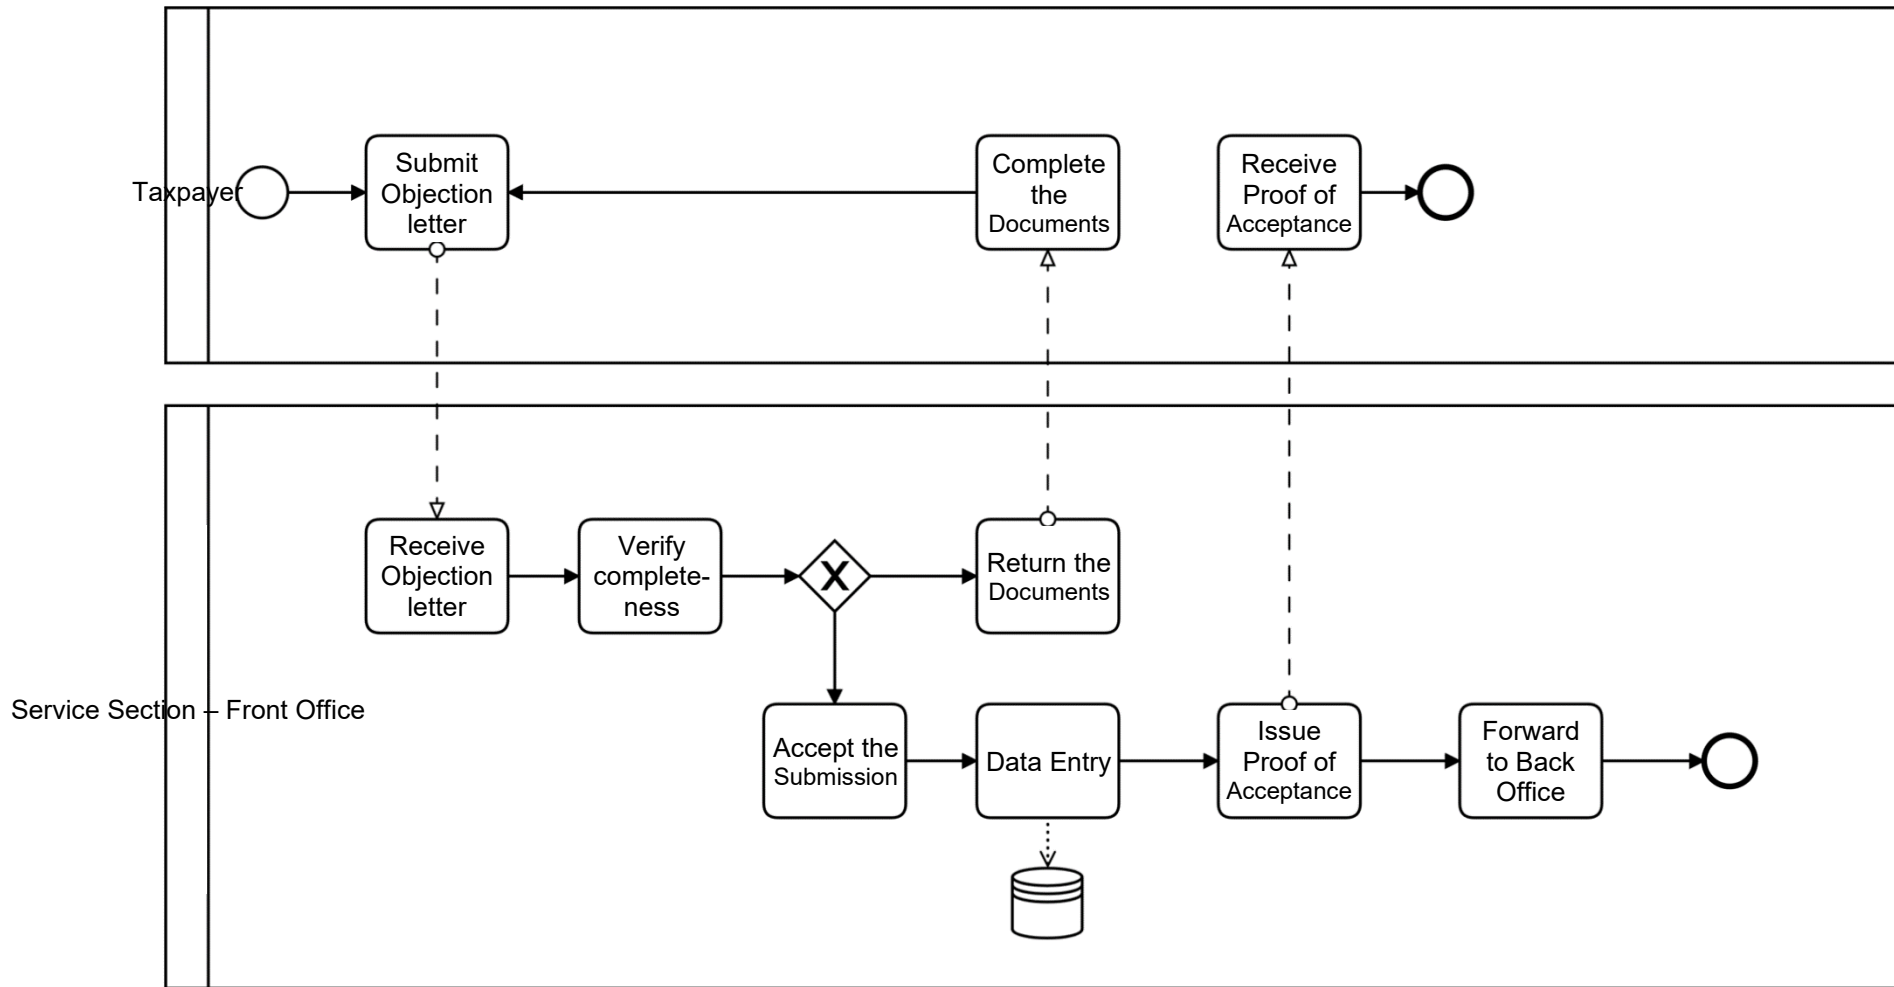 Taxpayer
Submit
Objection
letter
Complete
the
Documents
Receive
Proof of
Acceptance
Receive
Objection
letter
Verify
complete-
ness
X
Return the
Documents
Service Section – Front Office
Accept the
Submission
Data Entry
Issue
Proof of
Acceptance
Forward
to Back
Office